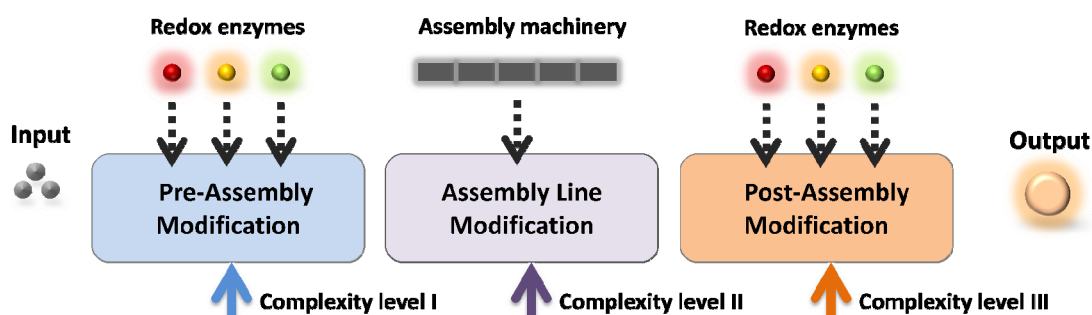 Redox enzymes
Assembly machinery
Redox enzymes
Input
Output
Pre-Assembly
Modification
Assembly Line
Modification
Post-Assembly
Modification
Complexity level I
Complexity level II
Complexity level III